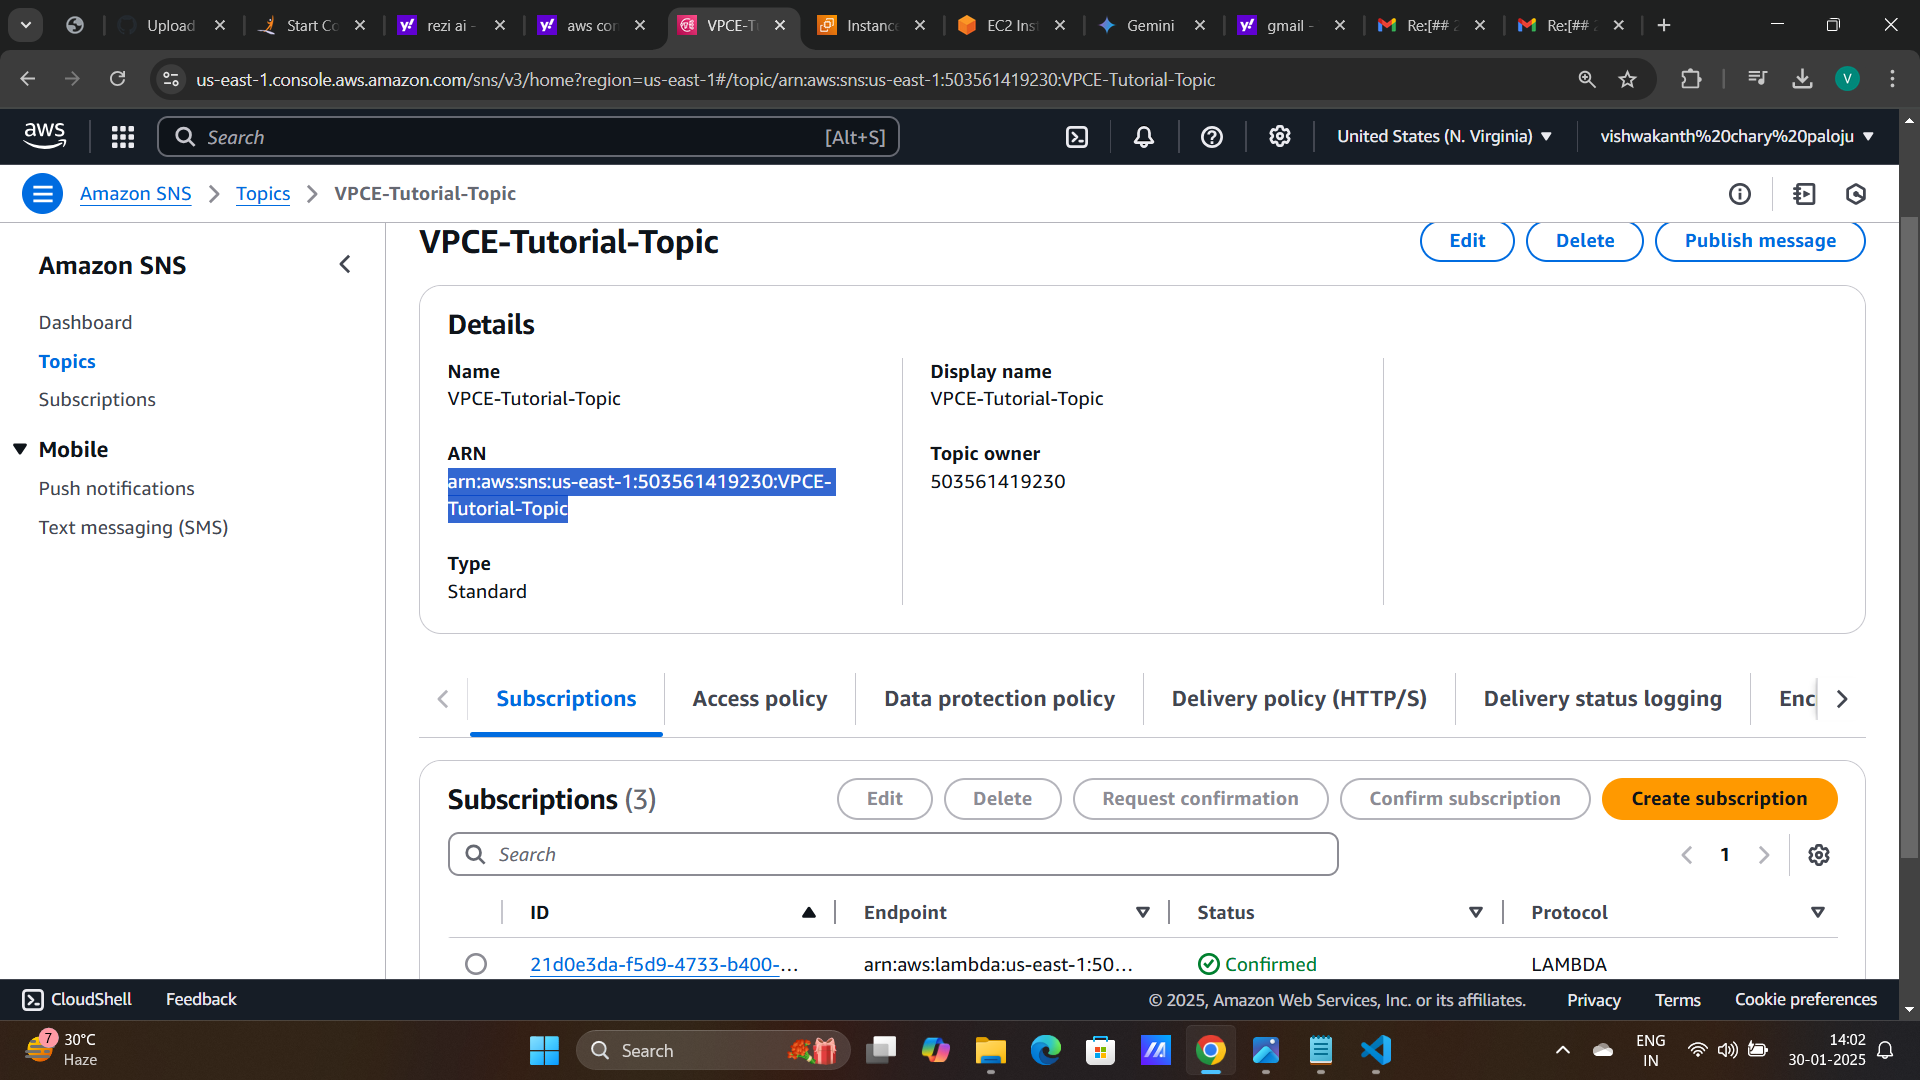 Upload
Start Co
rezi ai -
aws con
VPCE-Tu
Instance
EC2 Inst
Gemini
gmail -
Re:[## 2
Re:[## 2
us-east-1.console.aws.amazon.com/sns/v3/home?region=us-east-1#/topic/arn:aws:sns:us-east-1:503561419230:VPCE-Tutorial-Topic
V
aws
Search
[Alt+S]
United States (N. Virginia)
vishwakanth%20chary%20paloju
Amazon SNS
Topics
VPCE-Tutorial-Topic
Amazon SNS
Dashboard
Topics
Subscriptions
Mobile
Push notifications
Text messaging (SMS)
VPCE-Tutorial-Topic
Edit
Delete
Publish message
Details
Name
VPCE-Tutorial-Topic
ARN
arn:aws:sns:us-east-1:503561419230:VPCE-
Tutorial-Topic
Type
Standard
Display name
VPCE-Tutorial-Topic
Topic owner
503561419230
Subscriptions
Access policy
Data protection policy
Delivery policy (HTTP/S)
Delivery status logging
Enc
Subscriptions (3)
Edit
Delete
Request confirmation
Confirm subscription
Create subscription
Search
1
ID
Endpoint
Status
Protocol
21d0e3da-f5d9-4733-b400-...
arn:aws:lambda:us-east-1:50...
Confirmed
LAMBDA
CloudShell
Feedback
© 2025, Amazon Web Services, Inc. or its affiliates.
Privacy
Terms
Cookie preferences
7
30°C
Haze
Search
ENG
IN
14:02
30-01-2025